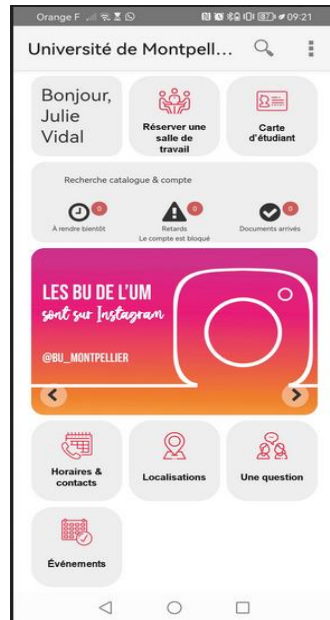 Orange F 09:21
Université de Montpell...
Bonjour,
Julie
Vidal
Réserver une
salle de
travail
Carte
d'étudiant
Recherche catalogue & compte
0
0
0
À rendre bientôt
Retards
Documents arrivés
Le compte est bloqué
LES BU DE L'UM
sont sur Instagram
@BU_MONTPELLIER
Horaires &
contacts
Localisations
Une question
Événements